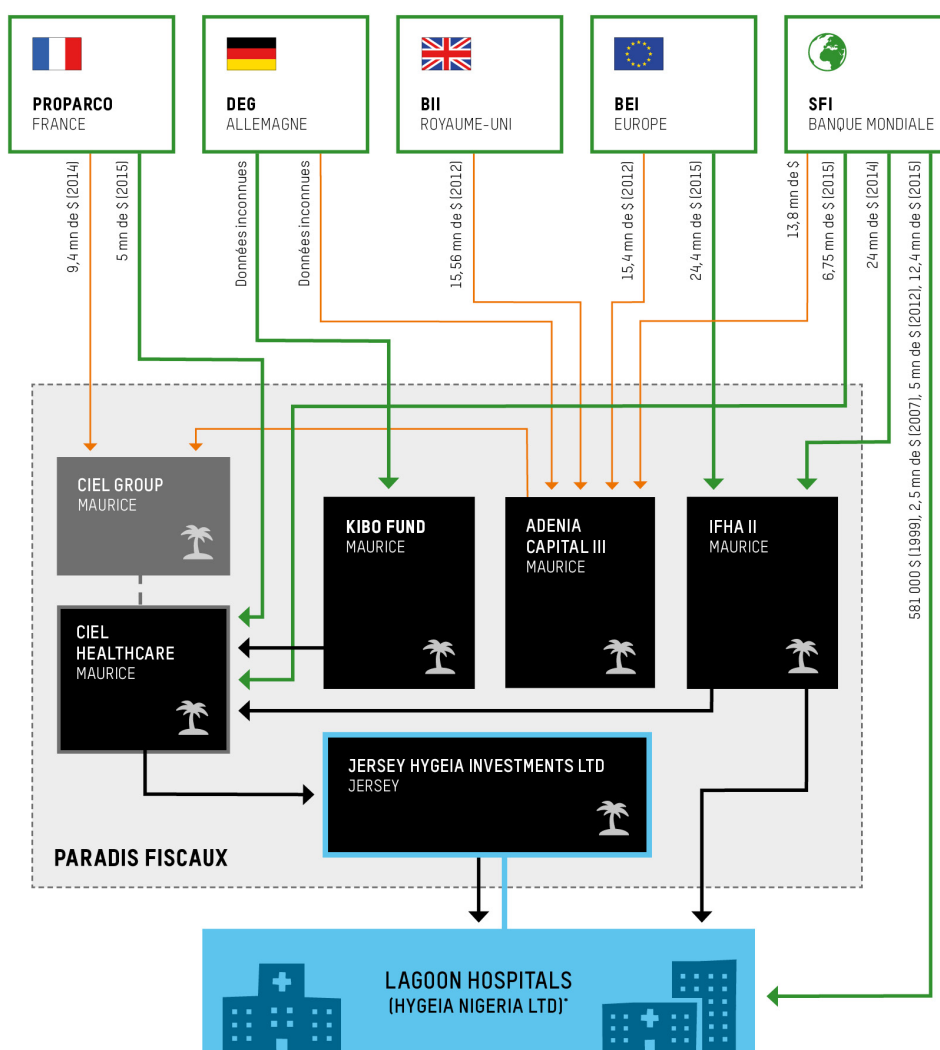 PROPARCO
FRANCE
DEG
ALLEMAGNE
BII
ROYAUME-UNI
BEI
EUROPE
SFI
BANQUE MONDIALE
9,4 mn de $ (2014)
5 mn de $ (2015)
Données inconnues
Données inconnues
15,56 mn de $ (2012)
15,4 mn de $ (2012)
24,4 mn de $ (2015)
13,8 mn de $
6,75 mn de $ (2015)
24 mn de $ (2014)
581 000 $ (1999), 2,5 mn de $ (2007), 5 mn de $ (2012), 12,4 mn de $ (2015)
CIEL GROUP
MAURICE
KIBO FUND
MAURICE
ADENIA
CAPITAL III
MAURICE
IFHA II
MAURICE
CIEL
HEALTHCARE
MAURICE
JERSEY HYGEIA INVESTMENTS LTD
JERSEY
PARADIS FISCAUX
LAGOON HOSPITALS
(HYGEIA NIGERIA LTD)*